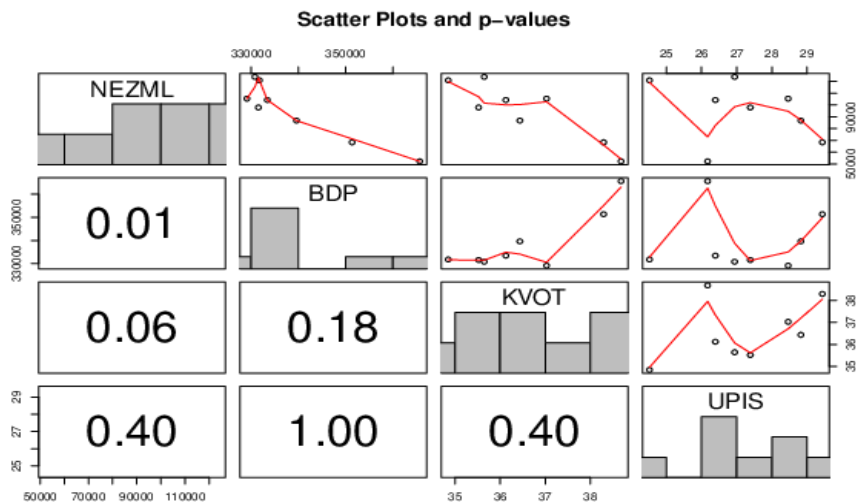 Scatter Plots and p-values
330000 350000
25 26 27 28 29
NEZML
50000 90000
330000 350000
0.01
BDP
0.06
0.18
KVOT
35 36 37 38
25 27 29
0.40
1.00
0.40
UPIS
50000 70000 90000 110000
35 36 37 38